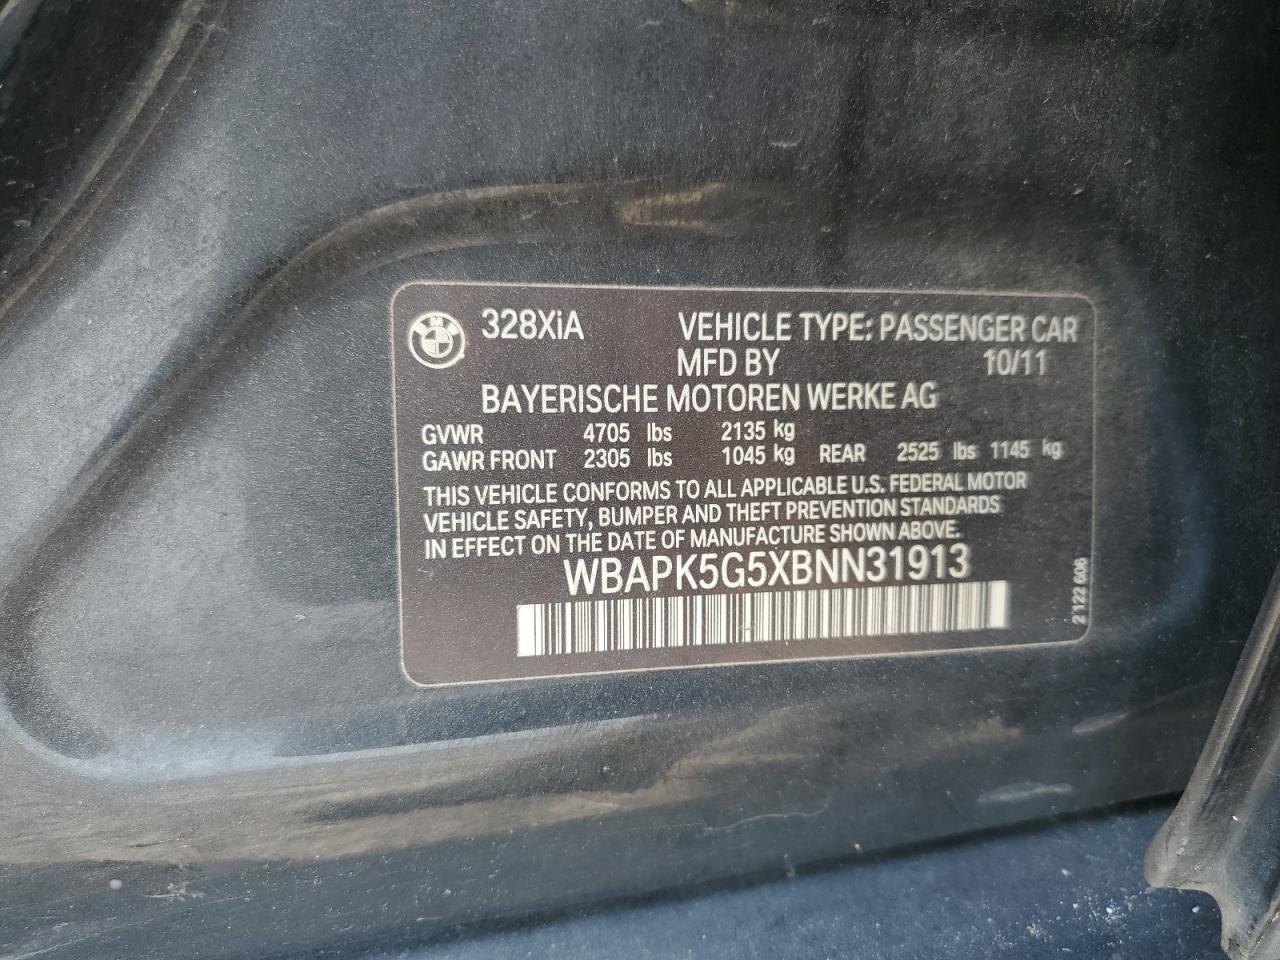 328XiA VEHICLE TYPE: PASSENGER CAR
MFD BY 10/11
BAYERISCHE MOTOREN WERKE AG
GVWR 4705 lbs 2135 kg
GAWR FRONT 2305 lbs 1045 kg REAR 2525 lbs 1145 kg
THIS VEHICLE CONFORMS TO ALL APPLICABLE U.S. FEDERAL MOTOR
VEHICLE SAFETY, BUMPER AND THEFT PREVENTION STANDARDS
IN EFFECT ON THE DATE OF MANUFACTURE SHOWN ABOVE.
WBAPK5G5XBNN31913
2 122 606